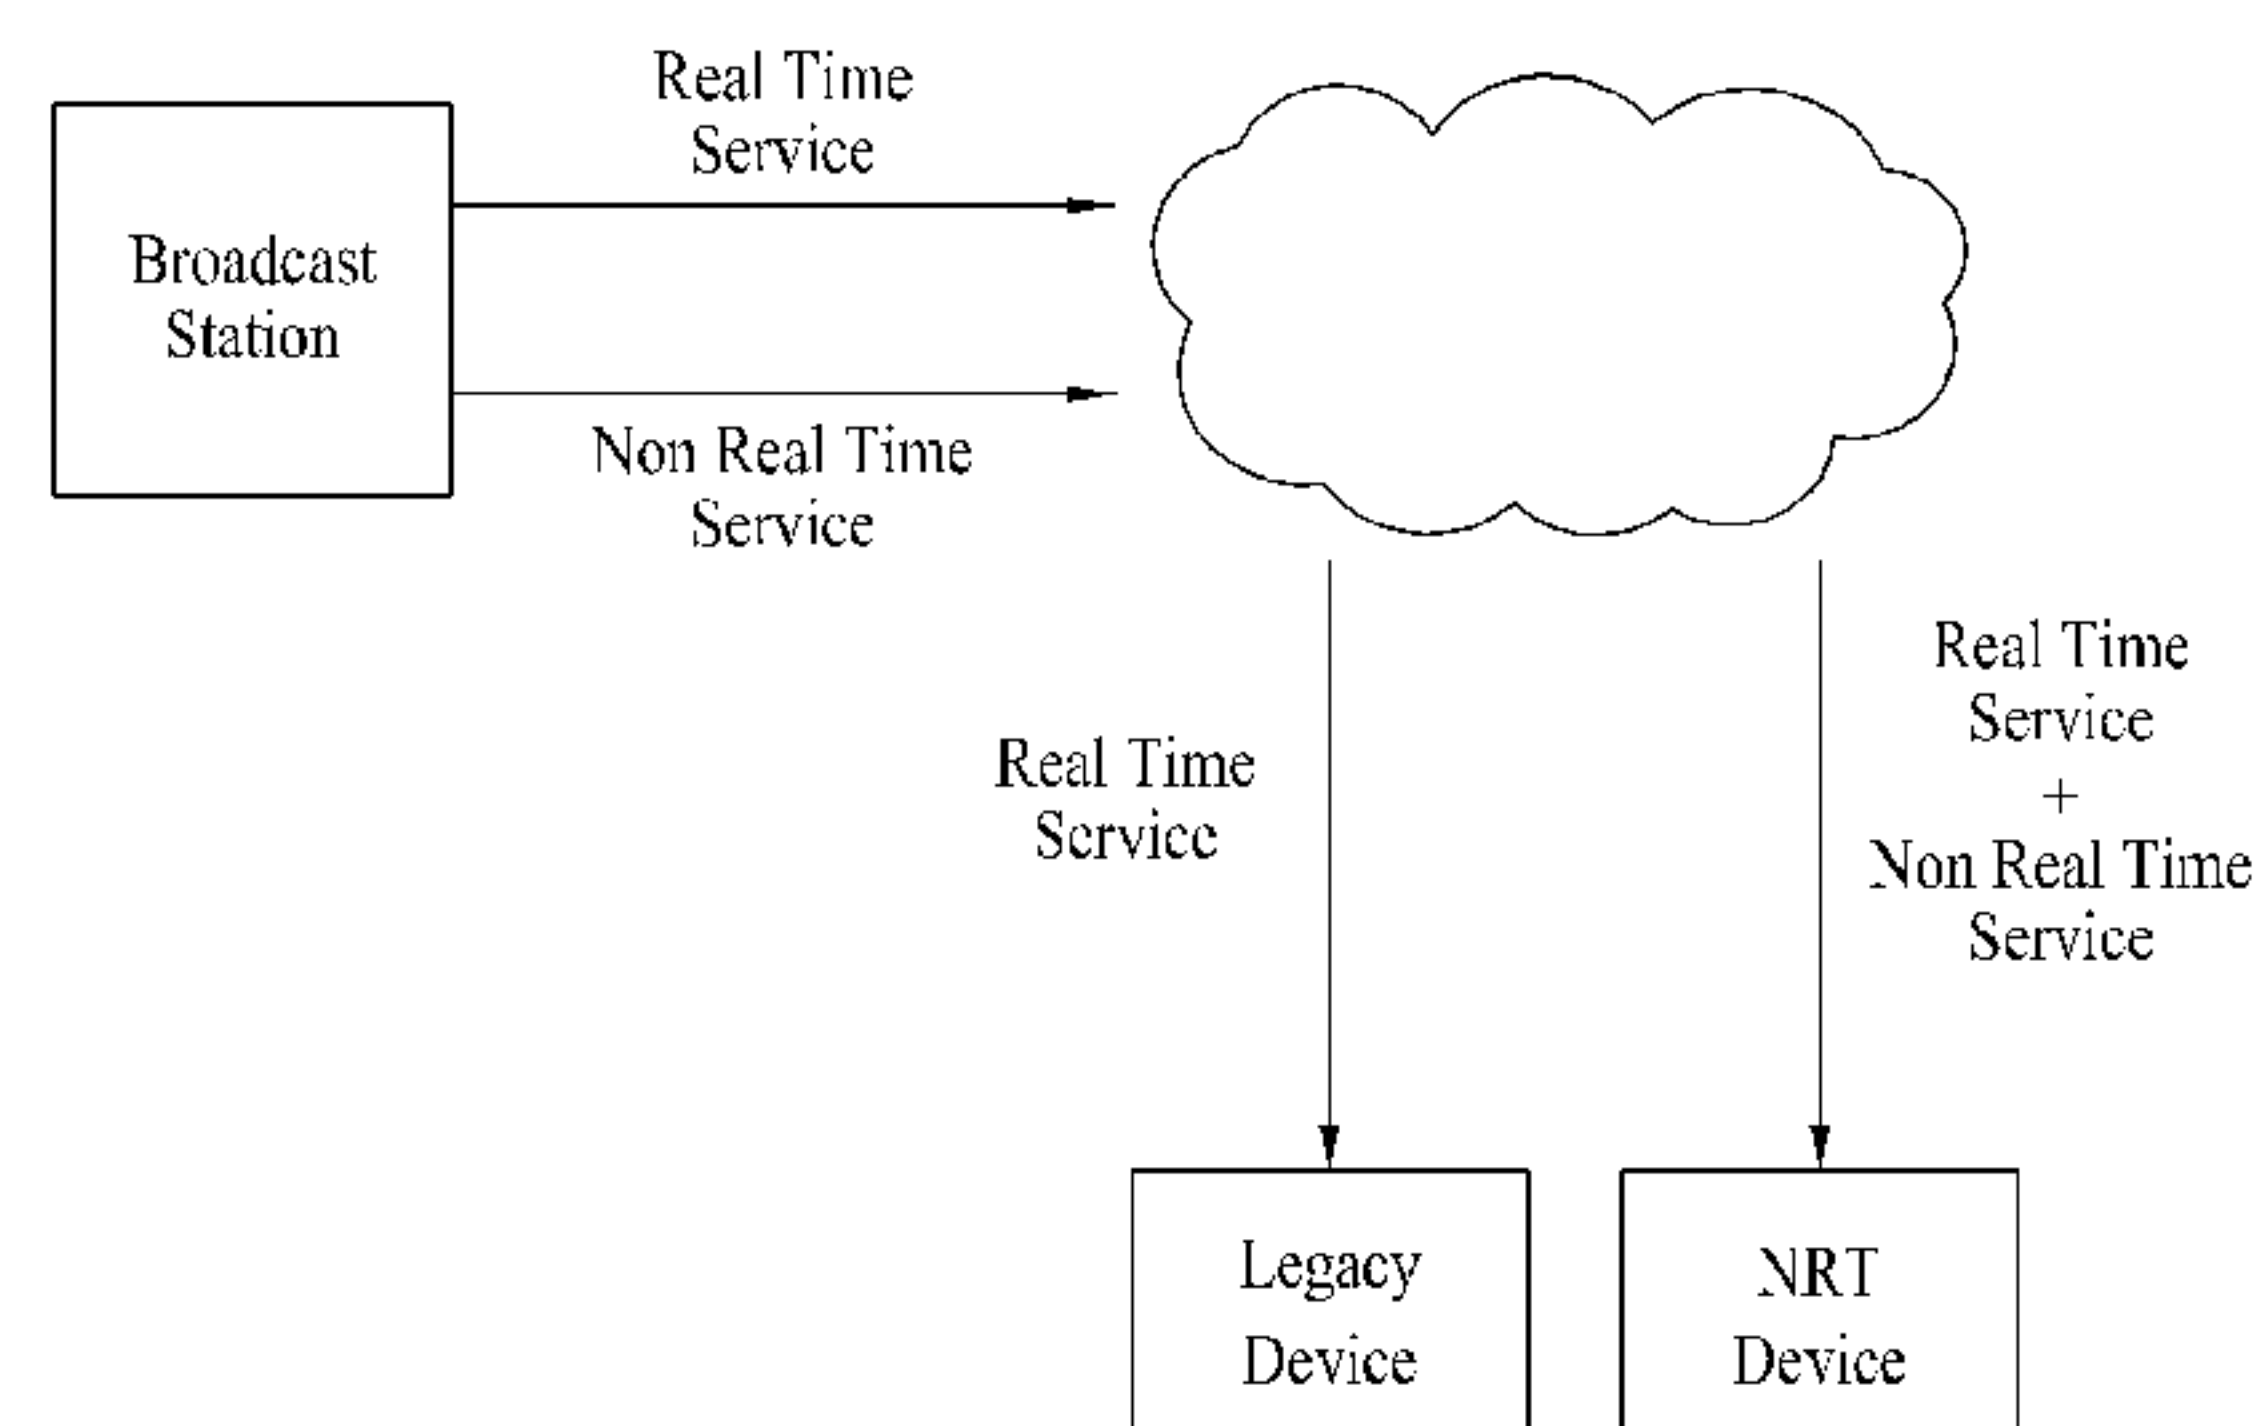 Real Time
Service
Broadcast
Station
Non Real Time
Service
Real Time
Service
Real Time
Service
+
Non Real Time
Service
Legacy
Device
NRT
Device